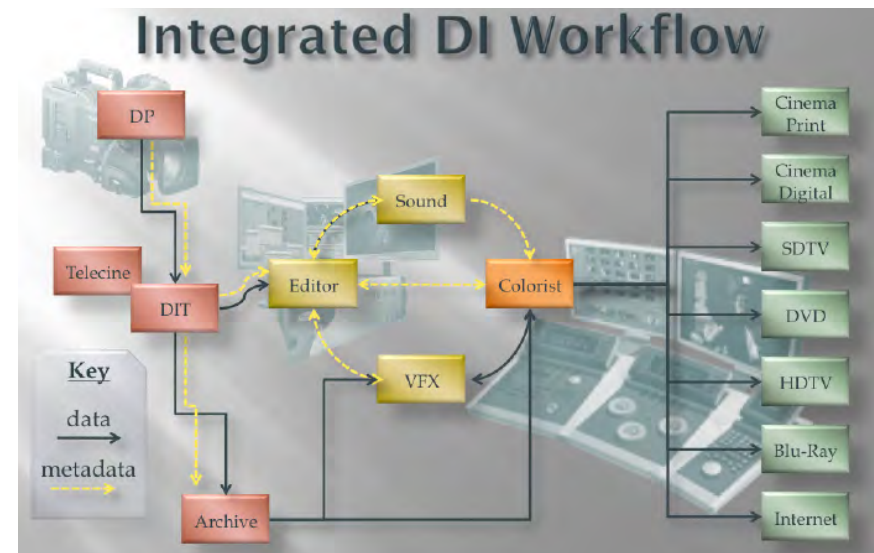 Integrated DI Workflow
DP
Telecine
DIT
Key
data
metadata
Archive
Sound
Editor
Colorist
VFX
Cinema
Print
Cinema
Digital
SDTV
DVD
HDTV
Blu-Ray
Internet